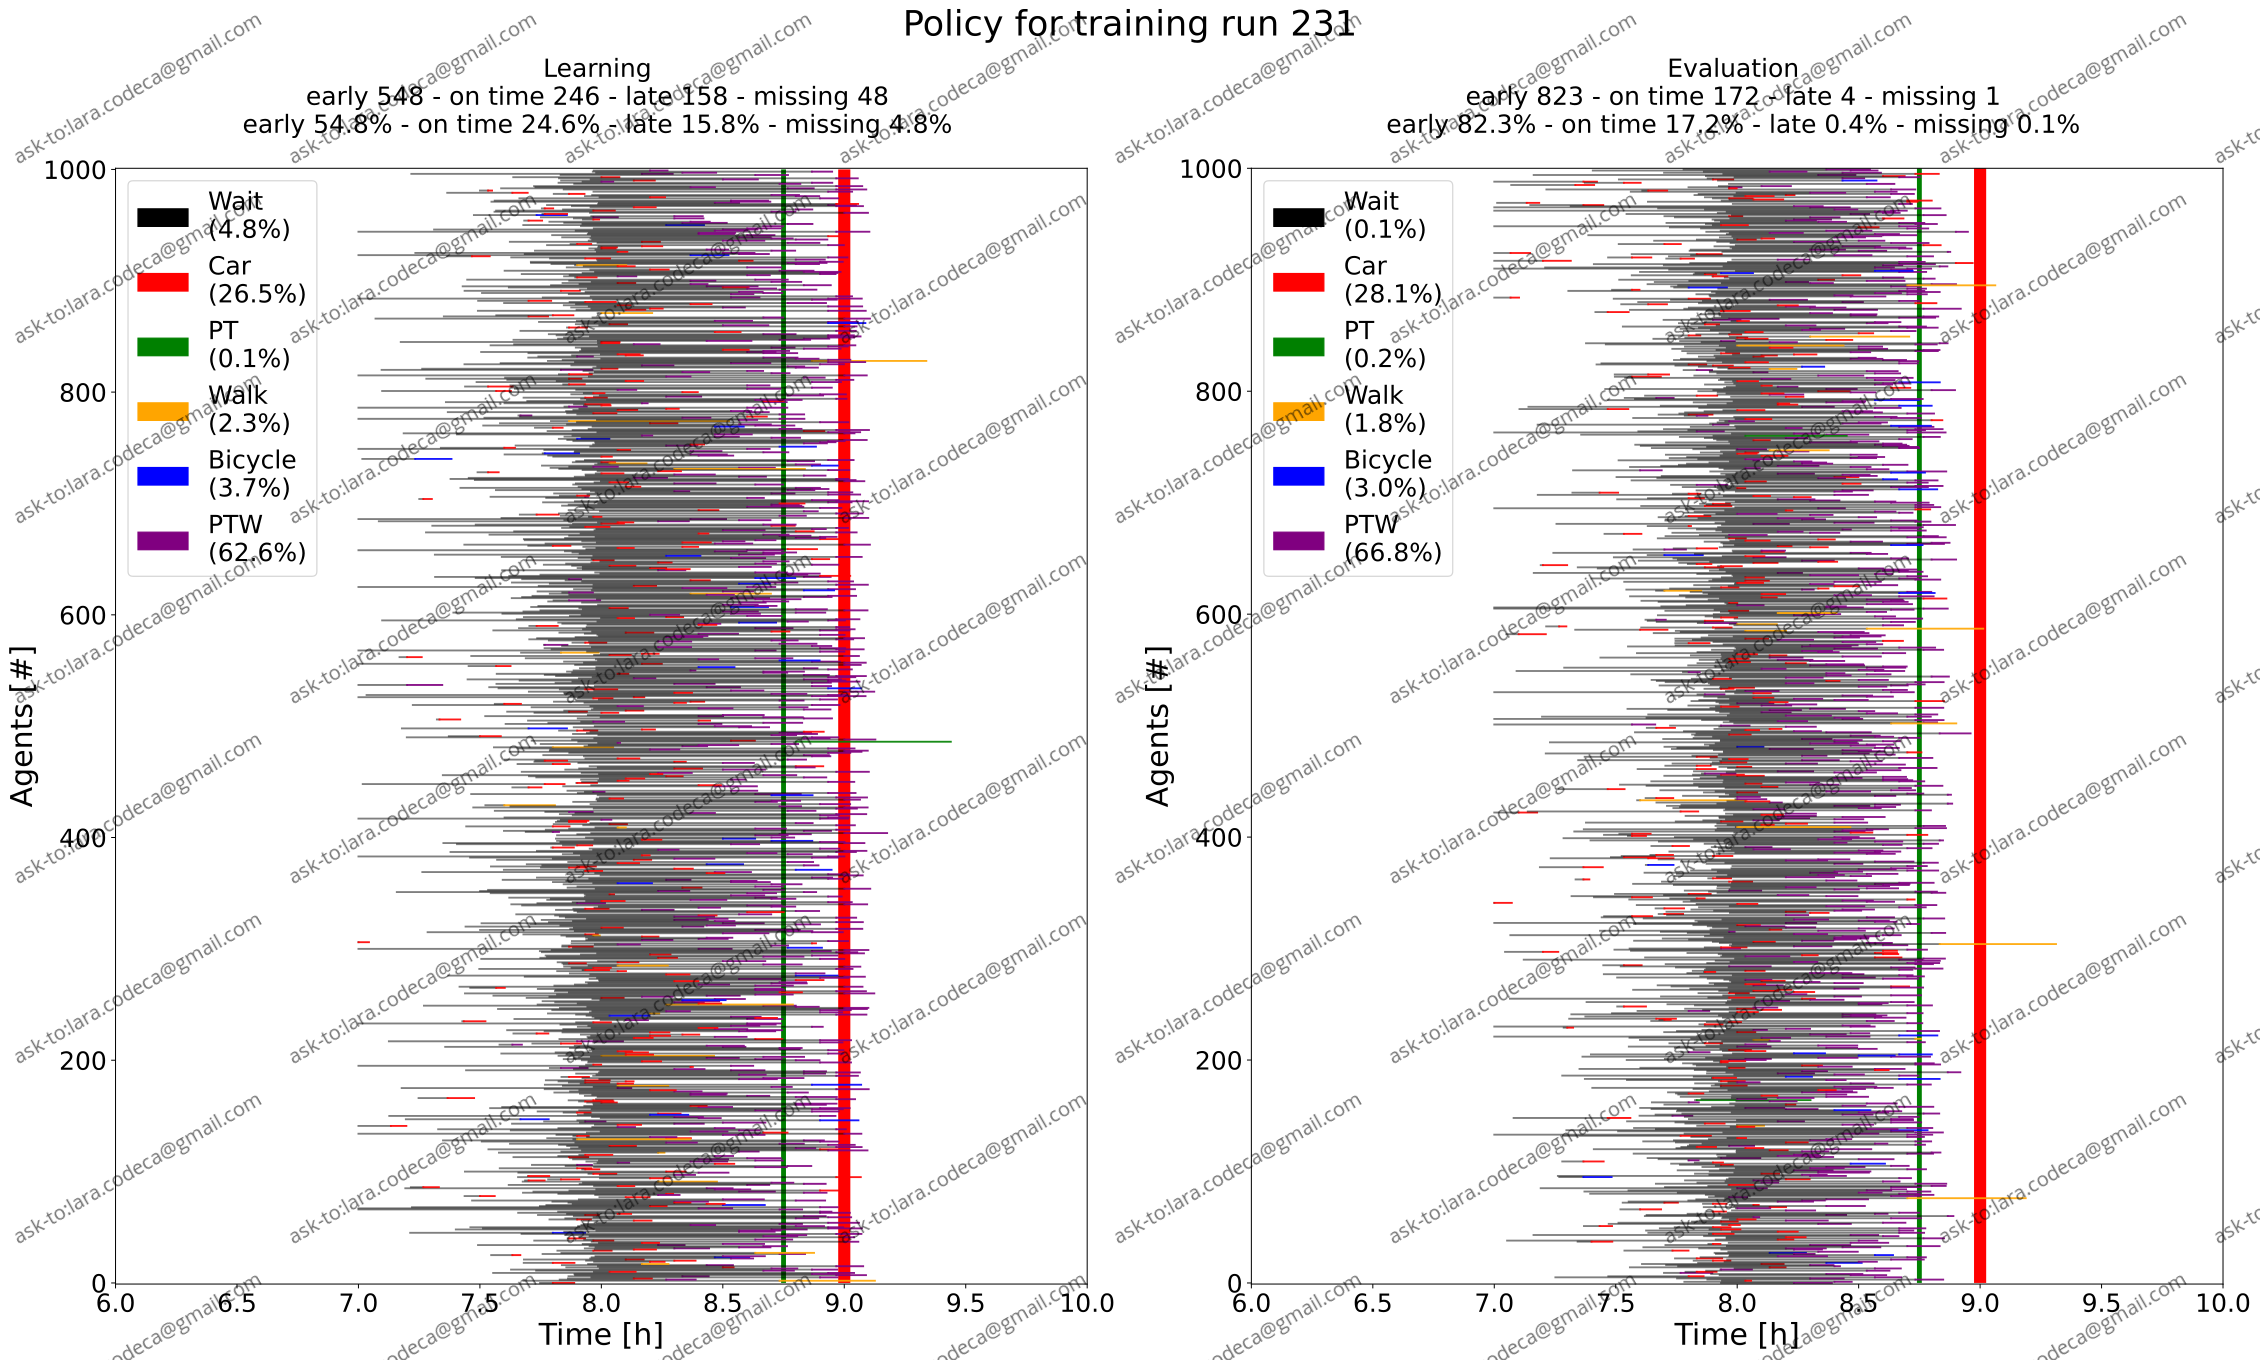 Policy for training run 231
Learning
early 548 - on time 246 - late 158 - missing 48
early 54.8% - on time 24.6% - late 15.8% - missing 4.8%
Evaluation
early 823 - on time 172 - late 4 - missing 1
early 82.3% - on time 17.2% - late 0.4% - missing 0.1%
Wait
(4.8%)
Car
(26.5%)
PT
(0.1%)
Walk
(2.3%)
Bicycle
(3.7%)
PTW
(62.6%)
1000
800
600
400
200
0
Agents [#]
6.0 6.5 7.0 7.5 8.0 8.5 9.0 9.5 10.0
Time [h]
Wait
(0.1%)
Car
(28.1%)
PT
(0.2%)
Walk
(1.8%)
Bicycle
(3.0%)
PTW
(66.8%)
1000
800
600
400
200
0
Agents [#]
6.0 6.5 7.0 7.5 8.0 8.5 9.0 9.5 10.0
Time [h]
ask-to:lara.codeca@gmail.com